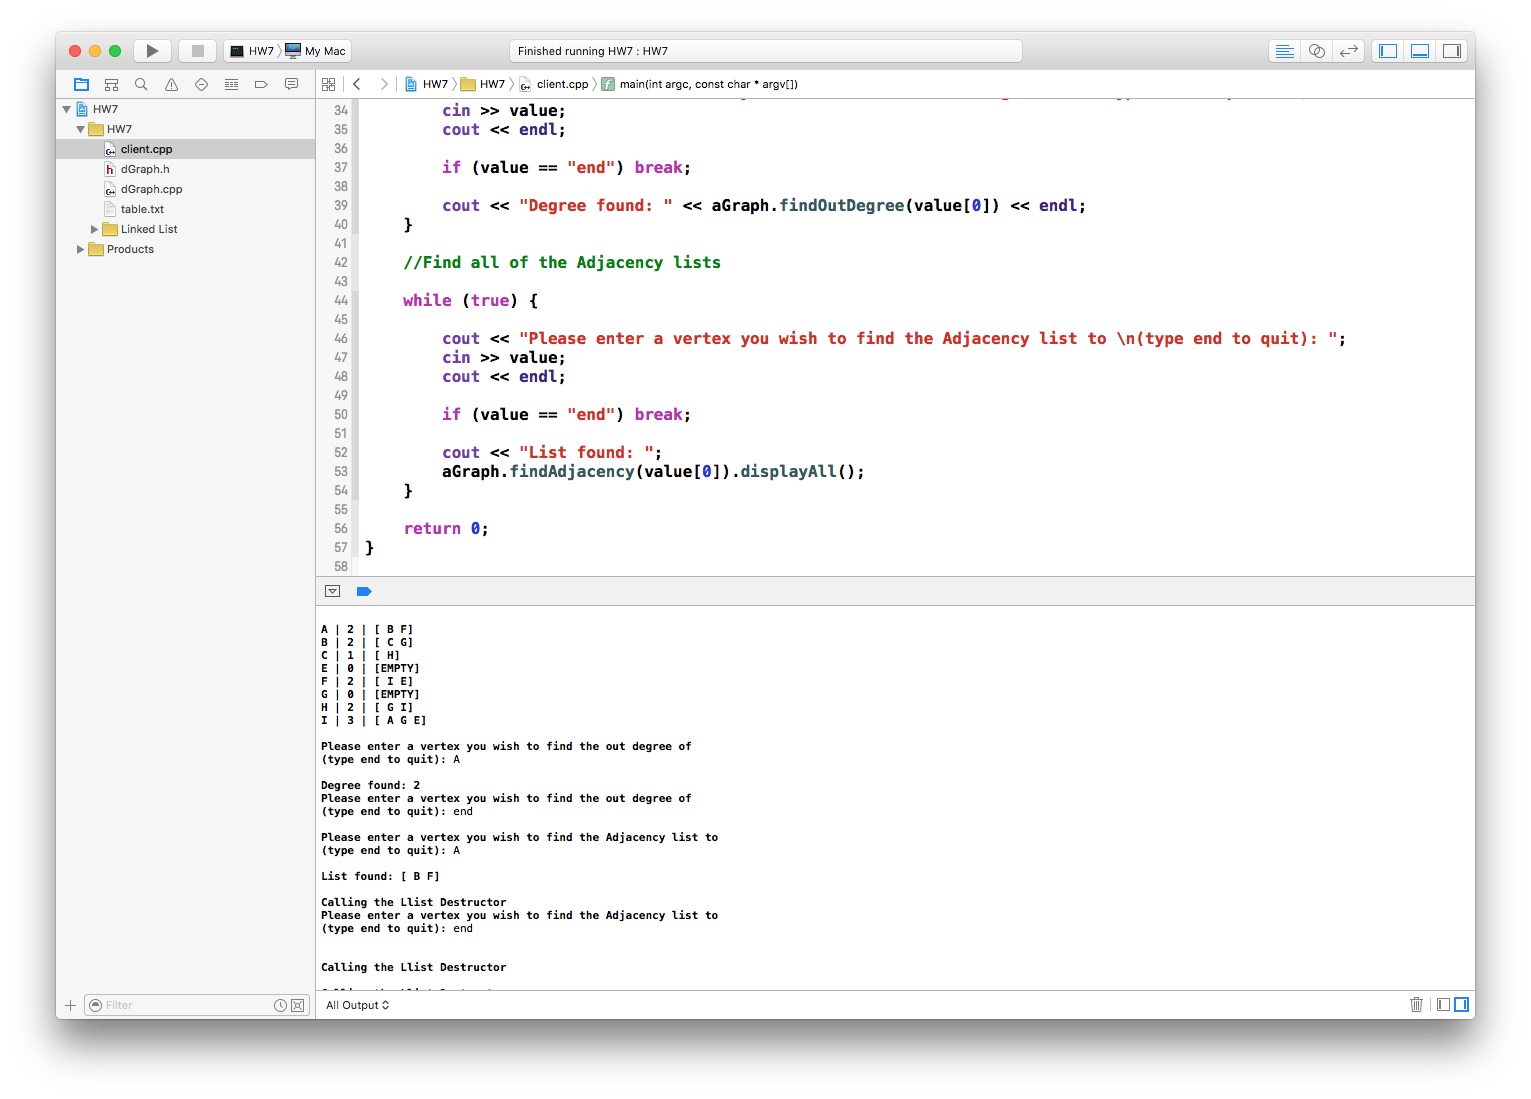 HW7 My Mac
Finished running HW7 : HW7
HW7 HW7 client.cpp main(int argc, const char * argv[])
HW7
HW7
client.cpp
dGraph.h
dGraph.cpp
table.txt
Linked List
Products
34 cin >> value;
35 cout << endl;
36
37 if (value == "end") break;
38
39 cout << "Degree found: " << aGraph.findOutDegree(value[0]) << endl;
40 }
41
42 //Find all of the Adjacency lists
43
44 while (true) {
45
46 cout << "Please enter a vertex you wish to find the Adjacency list to \n(type end to quit): ";
47 cin >> value;
48 cout << endl;
49
50 if (value == "end") break;
51
52 cout << "List found: ";
53 aGraph.findAdjacency(value[0]).displayAll();
54 }
55
56 return 0;
57 }
58
A | 2 | [ B F]
B | 2 | [ C G]
C | 1 | [ H]
E | 0 | [EMPTY]
F | 2 | [ I E]
G | 0 | [EMPTY]
H | 2 | [ G I]
I | 3 | [ A G E]
Please enter a vertex you wish to find the out degree of
(type end to quit): A
Degree found: 2
Please enter a vertex you wish to find the out degree of
(type end to quit): end
Please enter a vertex you wish to find the Adjacency list to
(type end to quit): A
List found: [ B F]
Calling the Llist Destructor
Please enter a vertex you wish to find the Adjacency list to
(type end to quit): end
Calling the Llist Destructor
Filter
All Output